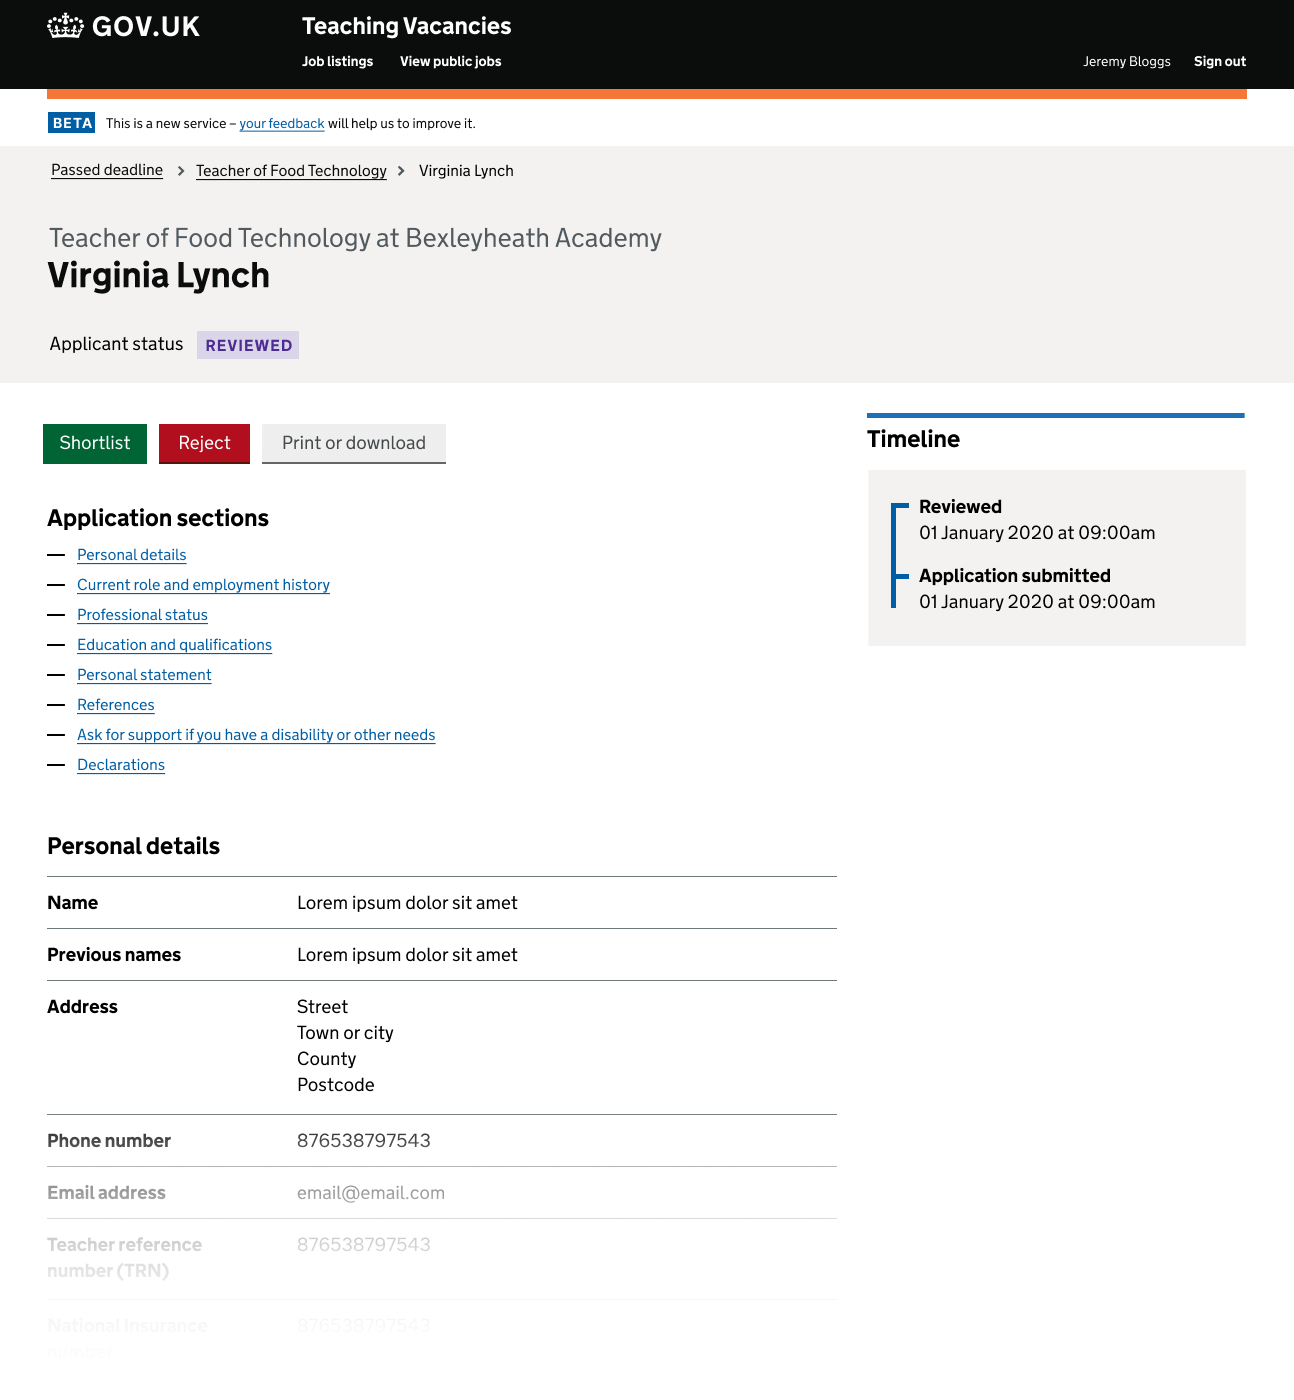 GOV.UK
Teaching Vacancies
Job listings View public jobs
Jeremy Bloggs Sign out
BETA This is a new service – your feedback will help us to improve it.
Passed deadline > Teacher of Food Technology > Virginia Lynch
Teacher of Food Technology at Bexleyheath Academy
Virginia Lynch
Applicant status REVIEWED
Shortlist Reject Print or download
Application sections
— Personal details
— Current role and employment history
— Professional status
— Education and qualifications
— Personal statement
— References
— Ask for support if you have a disability or other needs
— Declarations
Timeline
Reviewed
01 January 2020 at 09:00am
Application submitted
01 January 2020 at 09:00am
Personal details
Name Lorem ipsum dolor sit amet
Previous names Lorem ipsum dolor sit amet
Address Street
Town or city
County
Postcode
Phone number 876538797543
Email address email@email.com
Teacher reference 876538797543
number (TRN)
National Insurance 876538797543
number